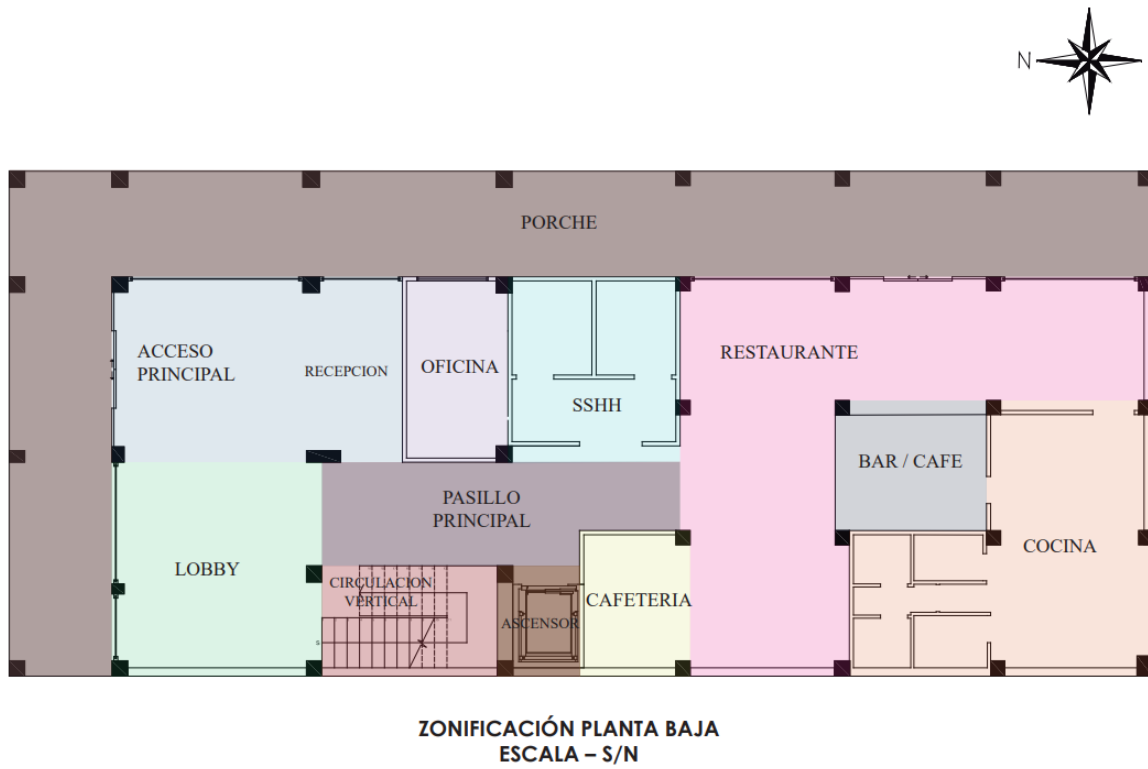 N
PORCHE
ACCESO
PRINCIPAL
RECEPCION
OFICINA
SSHH
RESTAURANTE
BAR / CAFE
PASILLO
PRINCIPAL
COCINA
LOBBY
CIRCULACION
VERTICAL
ASCENSOR
CAFETERIA
S
ZONIFICACIÓN PLANTA BAJA
ESCALA – S/N